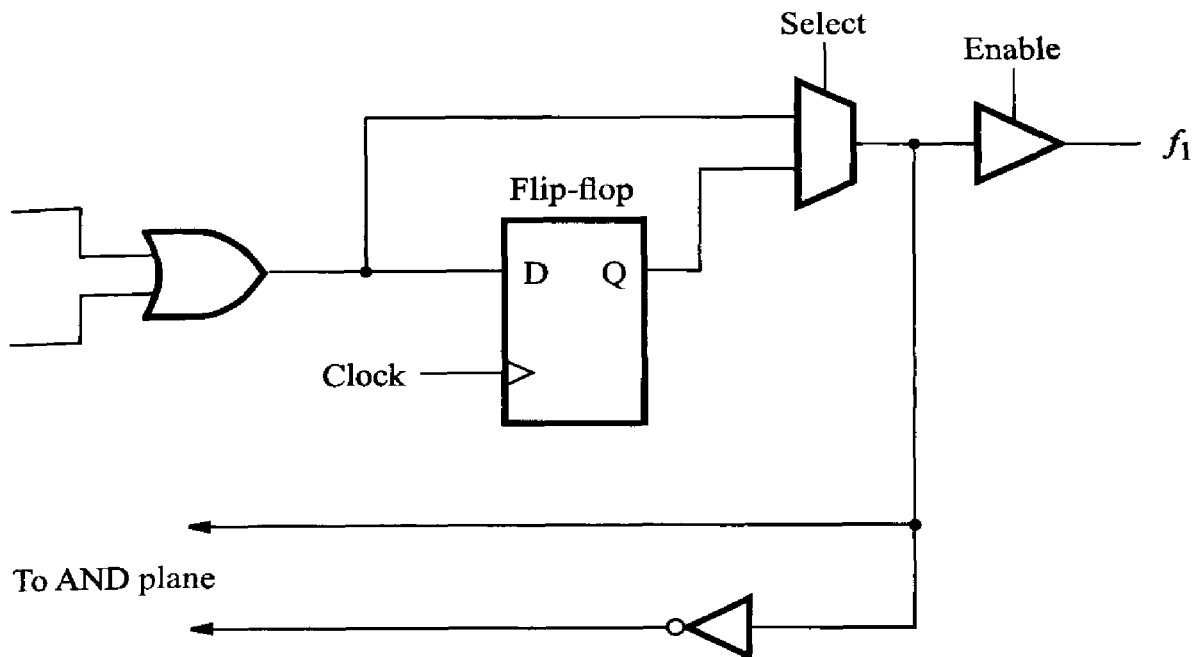 Select
Enable
f1
Flip-flop
D Q
Clock
To AND plane